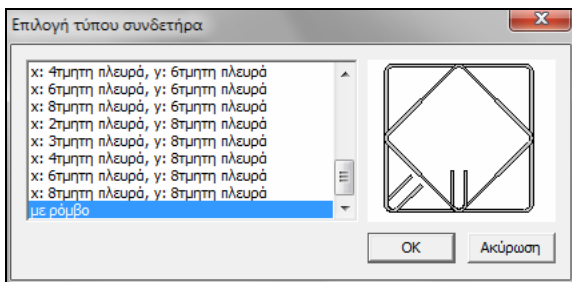 Επιλογή τύπου συνδετήρα
x: 4τμητη πλευρά, y: 6τμητη πλευρά
x: 6τμητη πλευρά, y: 6τμητη πλευρά
x: 8τμητη πλευρά, y: 6τμητη πλευρά
x: 2τμητη πλευρά, y: 8τμητη πλευρά
x: 3τμητη πλευρά, y: 8τμητη πλευρά
x: 4τμητη πλευρά, y: 8τμητη πλευρά
x: 6τμητη πλευρά, y: 8τμητη πλευρά
x: 8τμητη πλευρά, y: 8τμητη πλευρά
με ρόμβο
OK
Ακύρωση